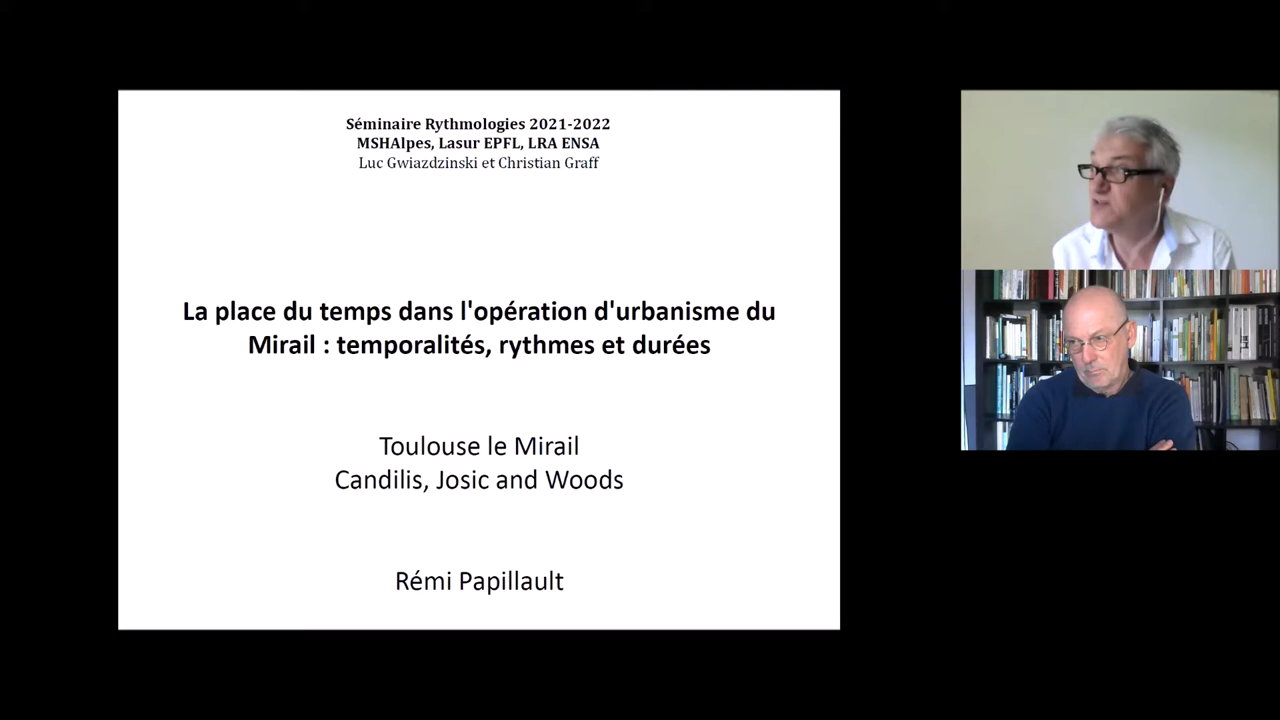 Séminaire Rythmologies 2021-2022
MSHAlpes, Lasur EPFL, LRA ENSA
Luc Gwiazdzinski et Christian Graff
La place du temps dans l'opération d'urbanisme du
Mirail : temporalités, rythmes et durées
Toulouse le Mirail
Candilis, Josic and Woods
Rémi Papillault